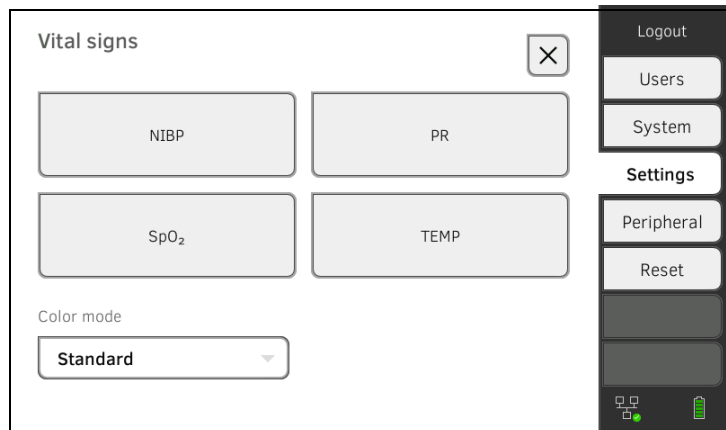 Vital signs
NIBP
PR
SpO₂
TEMP
Color mode
Standard
Logout
Users
System
Settings
Peripheral
Reset